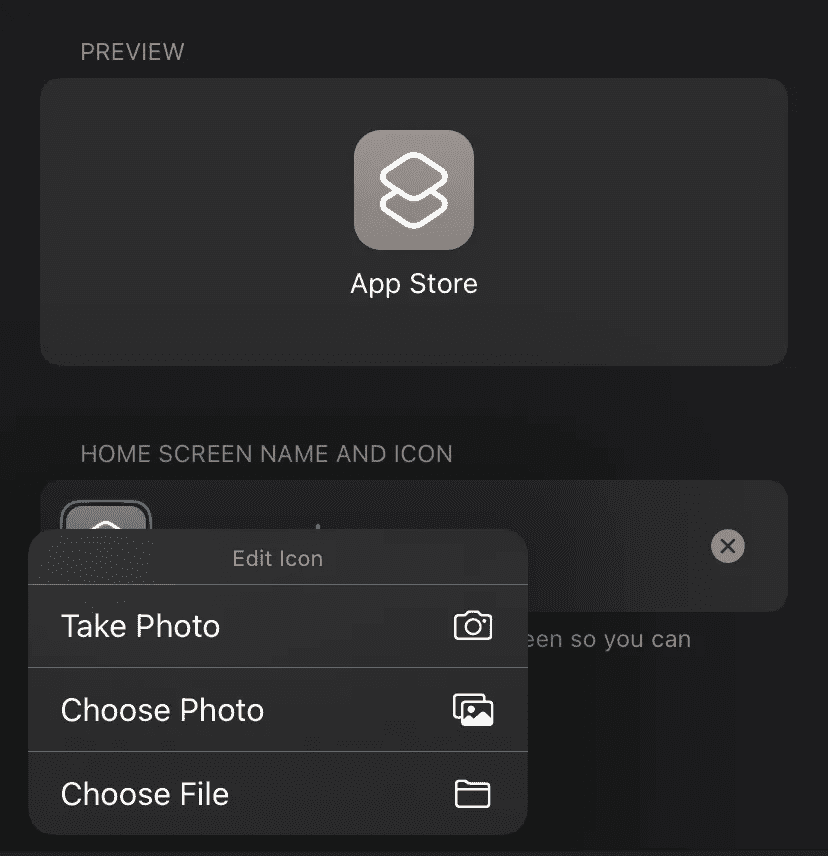 PREVIEW
App Store
HOME SCREEN NAME AND ICON
Edit Icon
Take Photo
so you can
Choose Photo
Choose File